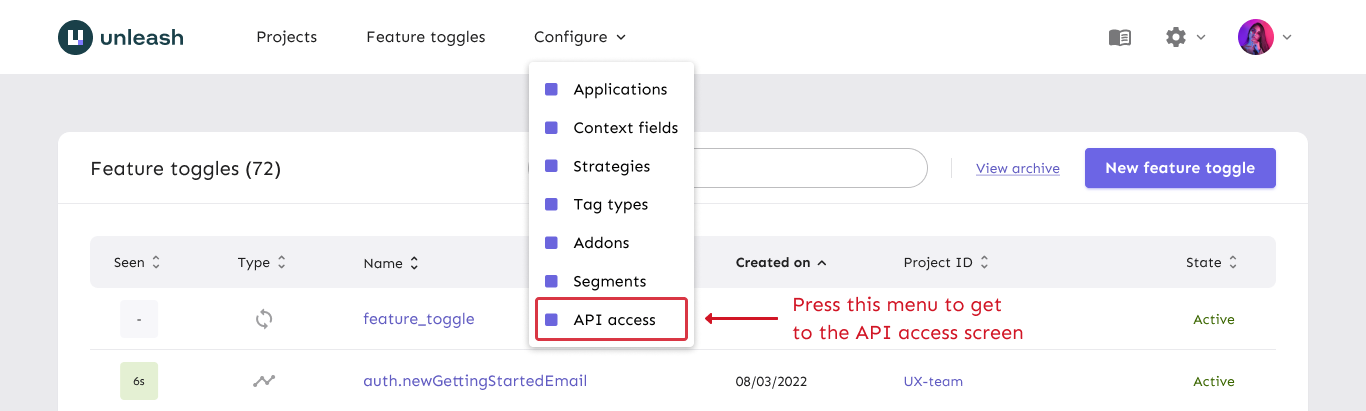 unleash
Projects
Feature toggles
Configure
Applications
Context fields
Strategies
Tag types
Addons
Segments
API access
Feature toggles (72)
View archive
New feature toggle
Seen
Type
Name
Created on
Project ID
State
-
feature_toggle
Press this menu to get
to the API access screen
Active
6s
auth.newGettingStartedEmail
08/03/2022
UX-team
Active